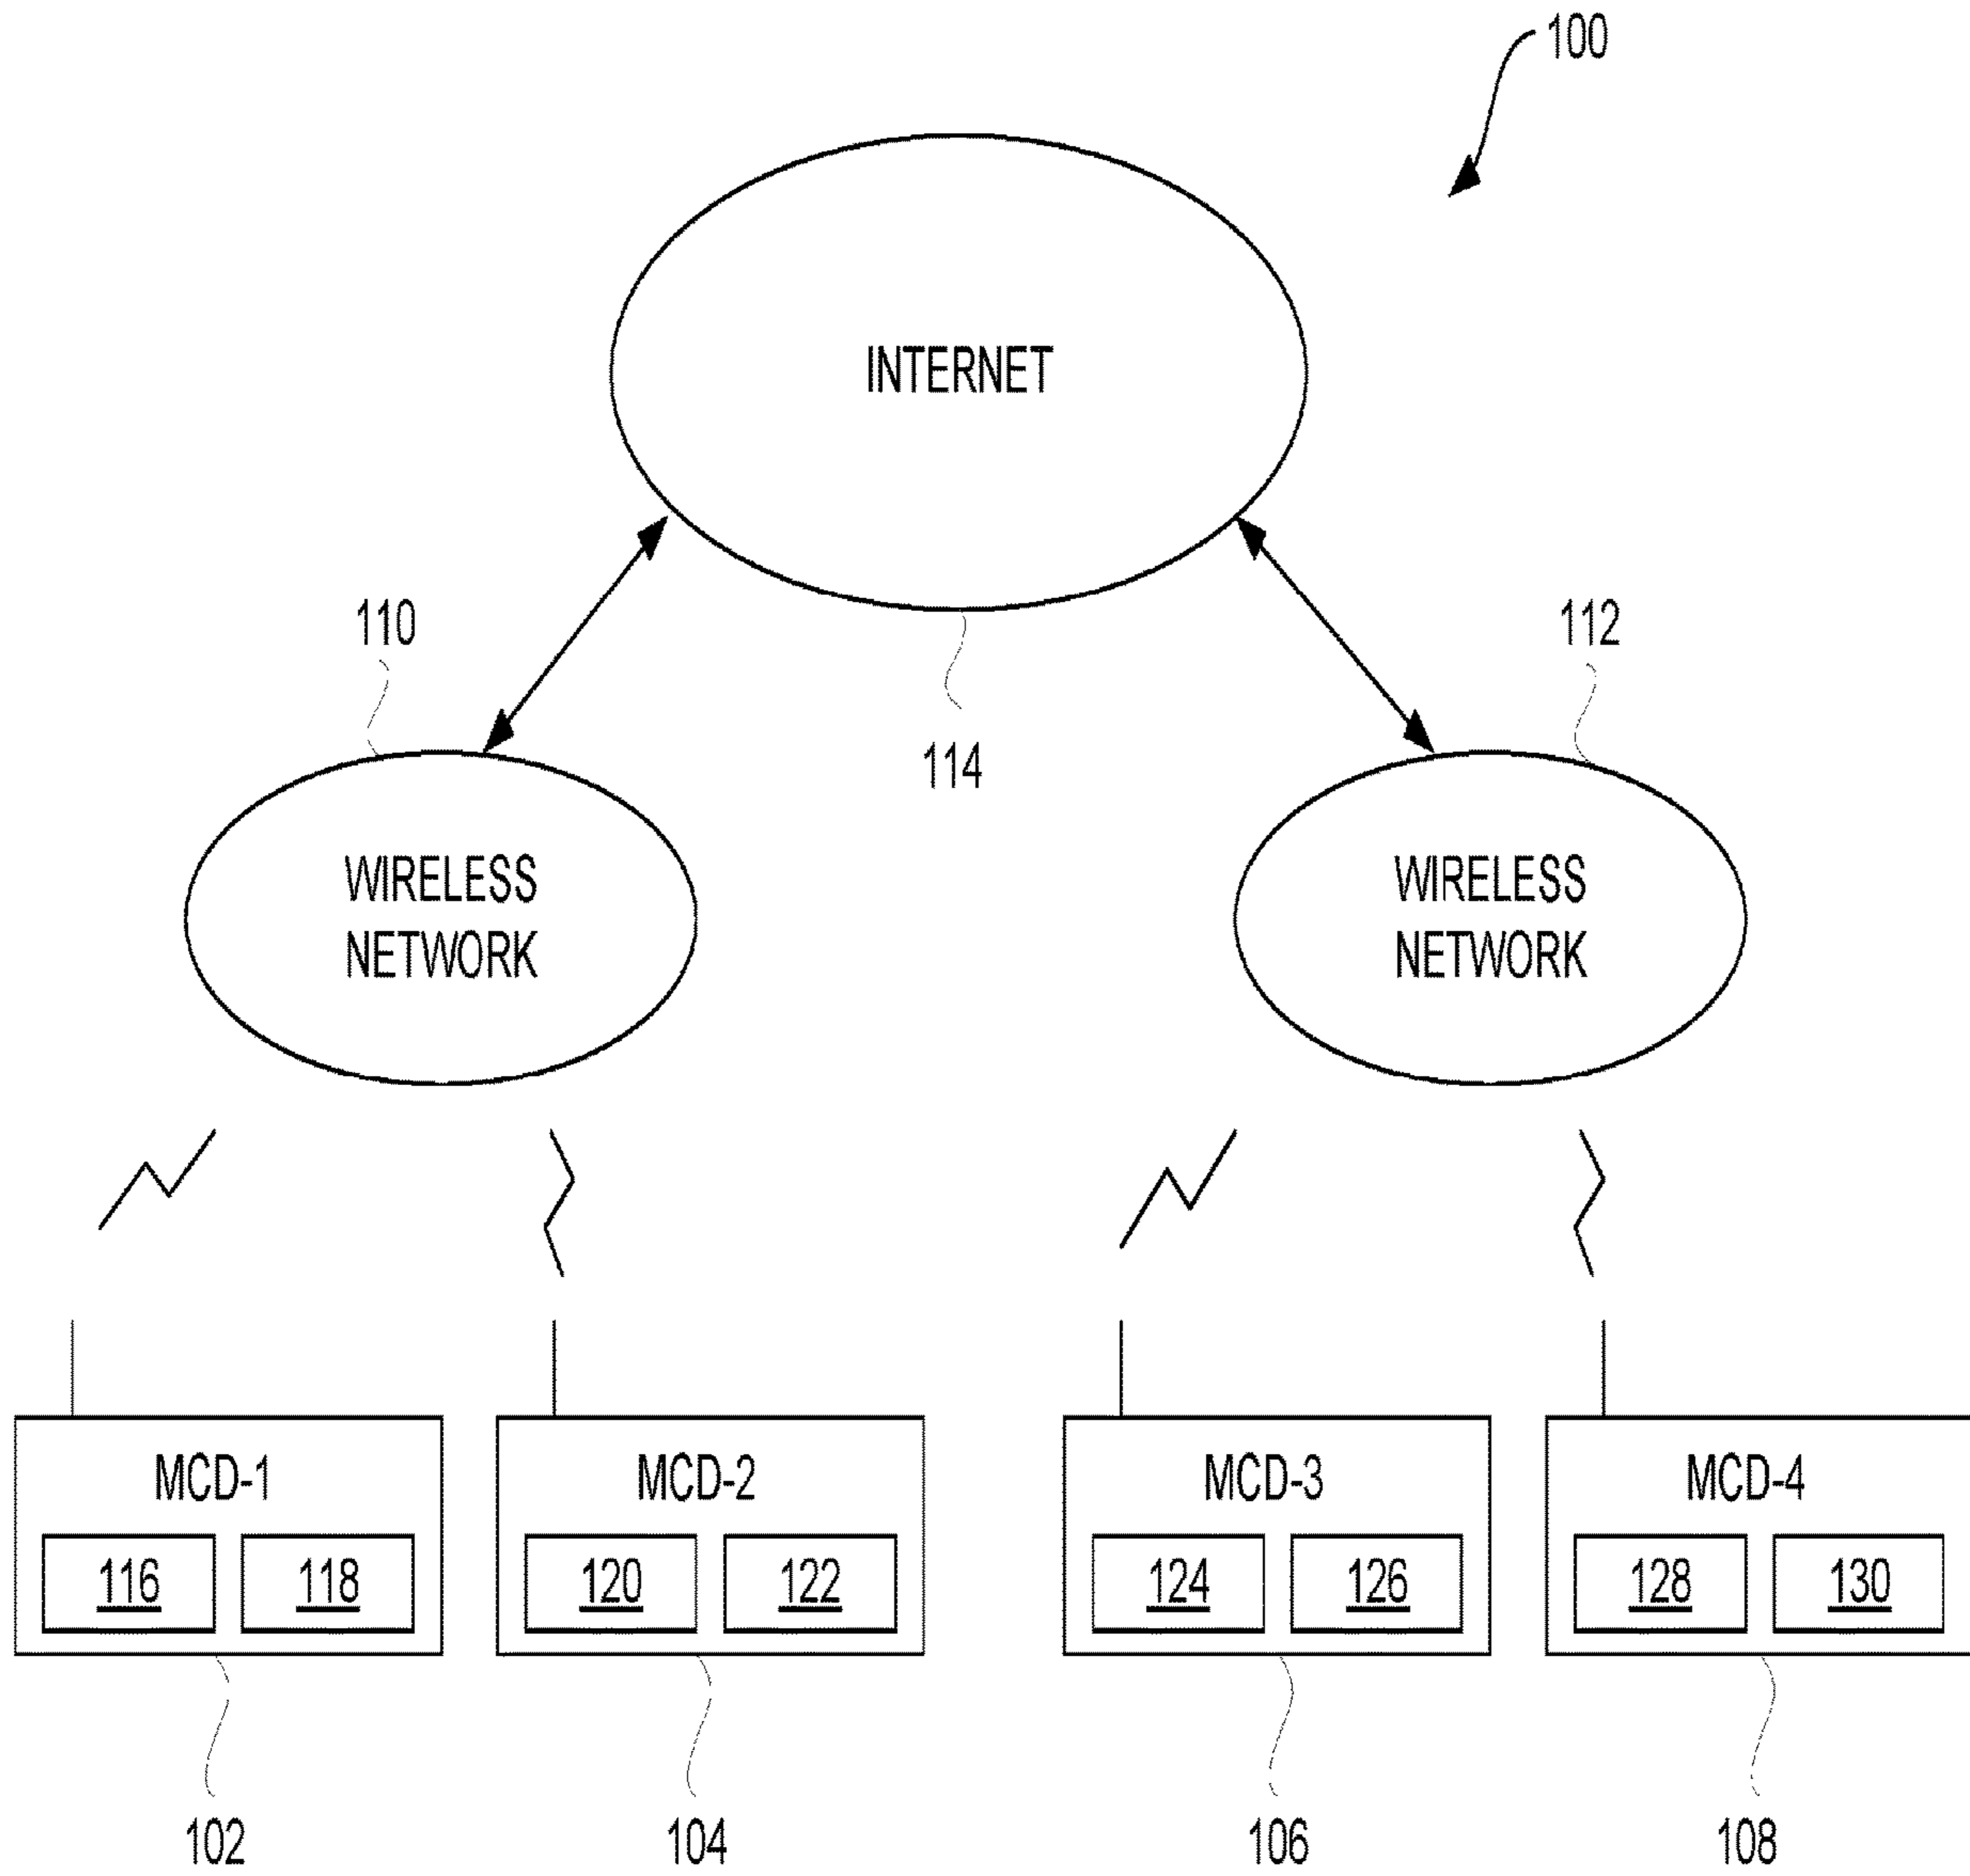 100
INTERNET
110
112
114
WIRELESS
NETWORK
WIRELESS
NETWORK
MCD-1
MCD-2
MCD-3
MCD-4
116
118
120
122
124
126
128
130
102
104
106
108